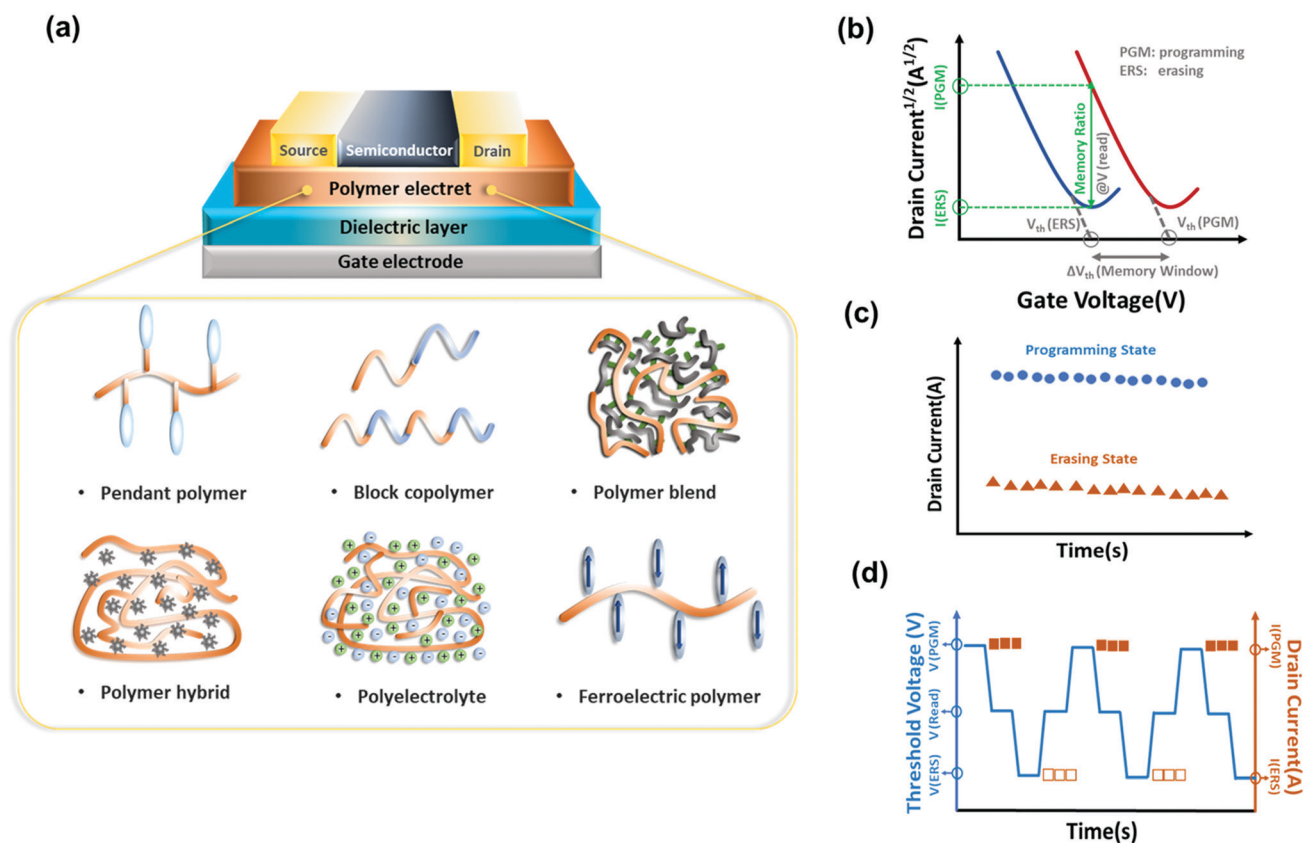 (a)
Source
Semiconductor
Drain
Polymer electret
Dielectric layer
Gate electrode
• Pendant polymer
• Block copolymer
• Polymer blend
• Polymer hybrid
• Polyelectrolyte
• Ferroelectric polymer
(b)
Drain Current1/2(A1/2)
I(PGM)
I(ERS)
PGM: programming
ERS: erasing
Memory Ratio
@V (read)
Vth (ERS)
Vth (PGM)
ΔVth (Memory Window)
Gate Voltage(V)
(c)
Drain Current(A)
Programming State
Erasing State
Time(s)
(d)
Threshold Voltage (V)
V(PGM)
V(Read)
V(ERS)
I(PGM)
I(ERS)
Drain Current(A)
Time(s)